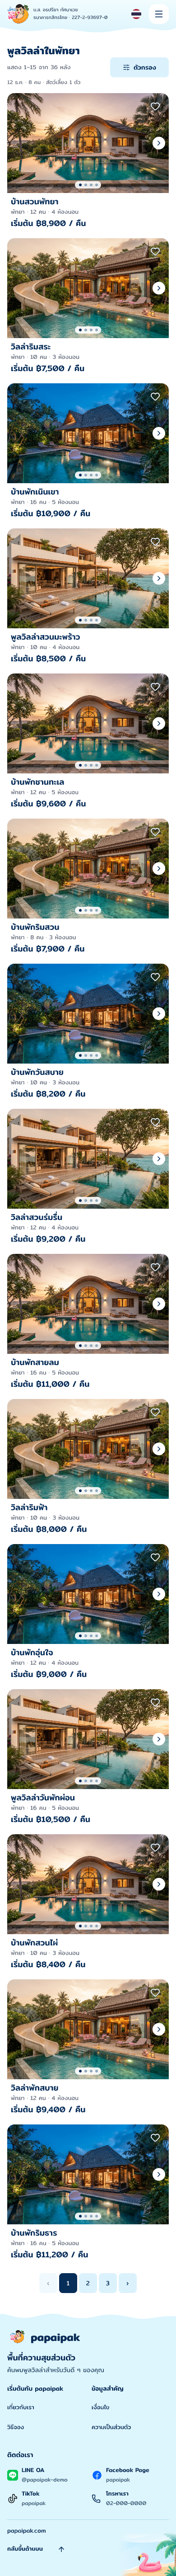 น.ส. อรปรียา ทัศนาเวช
ธนาคารกสิกรไทย · 227-2-93697-0
พูลวิลล่าในพัทยา
แสดง 1–15 จาก 36 หลัง
ตัวกรอง
12 ธ.ค. · 8 คน · สัตว์เลี้ยง 1 ตัว
บ้านสวนพัทยา
พัทยา · 12 คน · 4 ห้องนอน
เริ่มต้น ฿8,900 / คืน
วิลล่าริมสระ
พัทยา · 10 คน · 3 ห้องนอน
เริ่มต้น ฿7,500 / คืน
บ้านพักเนินเขา
พัทยา · 16 คน · 5 ห้องนอน
เริ่มต้น ฿10,900 / คืน
พูลวิลล่าสวนมะพร้าว
พัทยา · 10 คน · 4 ห้องนอน
เริ่มต้น ฿8,500 / คืน
บ้านพักชานทะเล
พัทยา · 12 คน · 5 ห้องนอน
เริ่มต้น ฿9,600 / คืน
บ้านพักริมสวน
พัทยา · 8 คน · 3 ห้องนอน
เริ่มต้น ฿7,900 / คืน
บ้านพักวันสบาย
พัทยา · 10 คน · 3 ห้องนอน
เริ่มต้น ฿8,200 / คืน
วิลล่าสวนร่มรื่น
พัทยา · 12 คน · 4 ห้องนอน
เริ่มต้น ฿9,200 / คืน
บ้านพักสายลม
พัทยา · 16 คน · 5 ห้องนอน
เริ่มต้น ฿11,000 / คืน
วิลล่าริมฟ้า
พัทยา · 10 คน · 3 ห้องนอน
เริ่มต้น ฿8,000 / คืน
บ้านพักอุ่นใจ
พัทยา · 12 คน · 4 ห้องนอน
เริ่มต้น ฿9,000 / คืน
พูลวิลล่าวันพักผ่อน
พัทยา · 16 คน · 5 ห้องนอน
เริ่มต้น ฿10,500 / คืน
บ้านพักสวนไผ่
พัทยา · 10 คน · 3 ห้องนอน
เริ่มต้น ฿8,400 / คืน
วิลล่าพักสบาย
พัทยา · 12 คน · 4 ห้องนอน
เริ่มต้น ฿9,400 / คืน
บ้านพักริมธาร
พัทยา · 16 คน · 5 ห้องนอน
เริ่มต้น ฿11,200 / คืน
‹ 1 2 3 ›
papaipak
พื้นที่ความสุขส่วนตัว
ค้นพบพูลวิลล่าสำหรับวันดี ๆ ของคุณ
เริ่มต้นกับ papaipak
ข้อมูลสำคัญ
เกี่ยวกับเรา
เงื่อนไข
วิธีจอง
ความเป็นส่วนตัว
ติดต่อเรา
LINE OA
@papaipak-demo
Facebook Page
papaipak
TikTok
papaipak
โทรหาเรา
02-000-0000
papaipak.com
กลับขึ้นด้านบน ↑